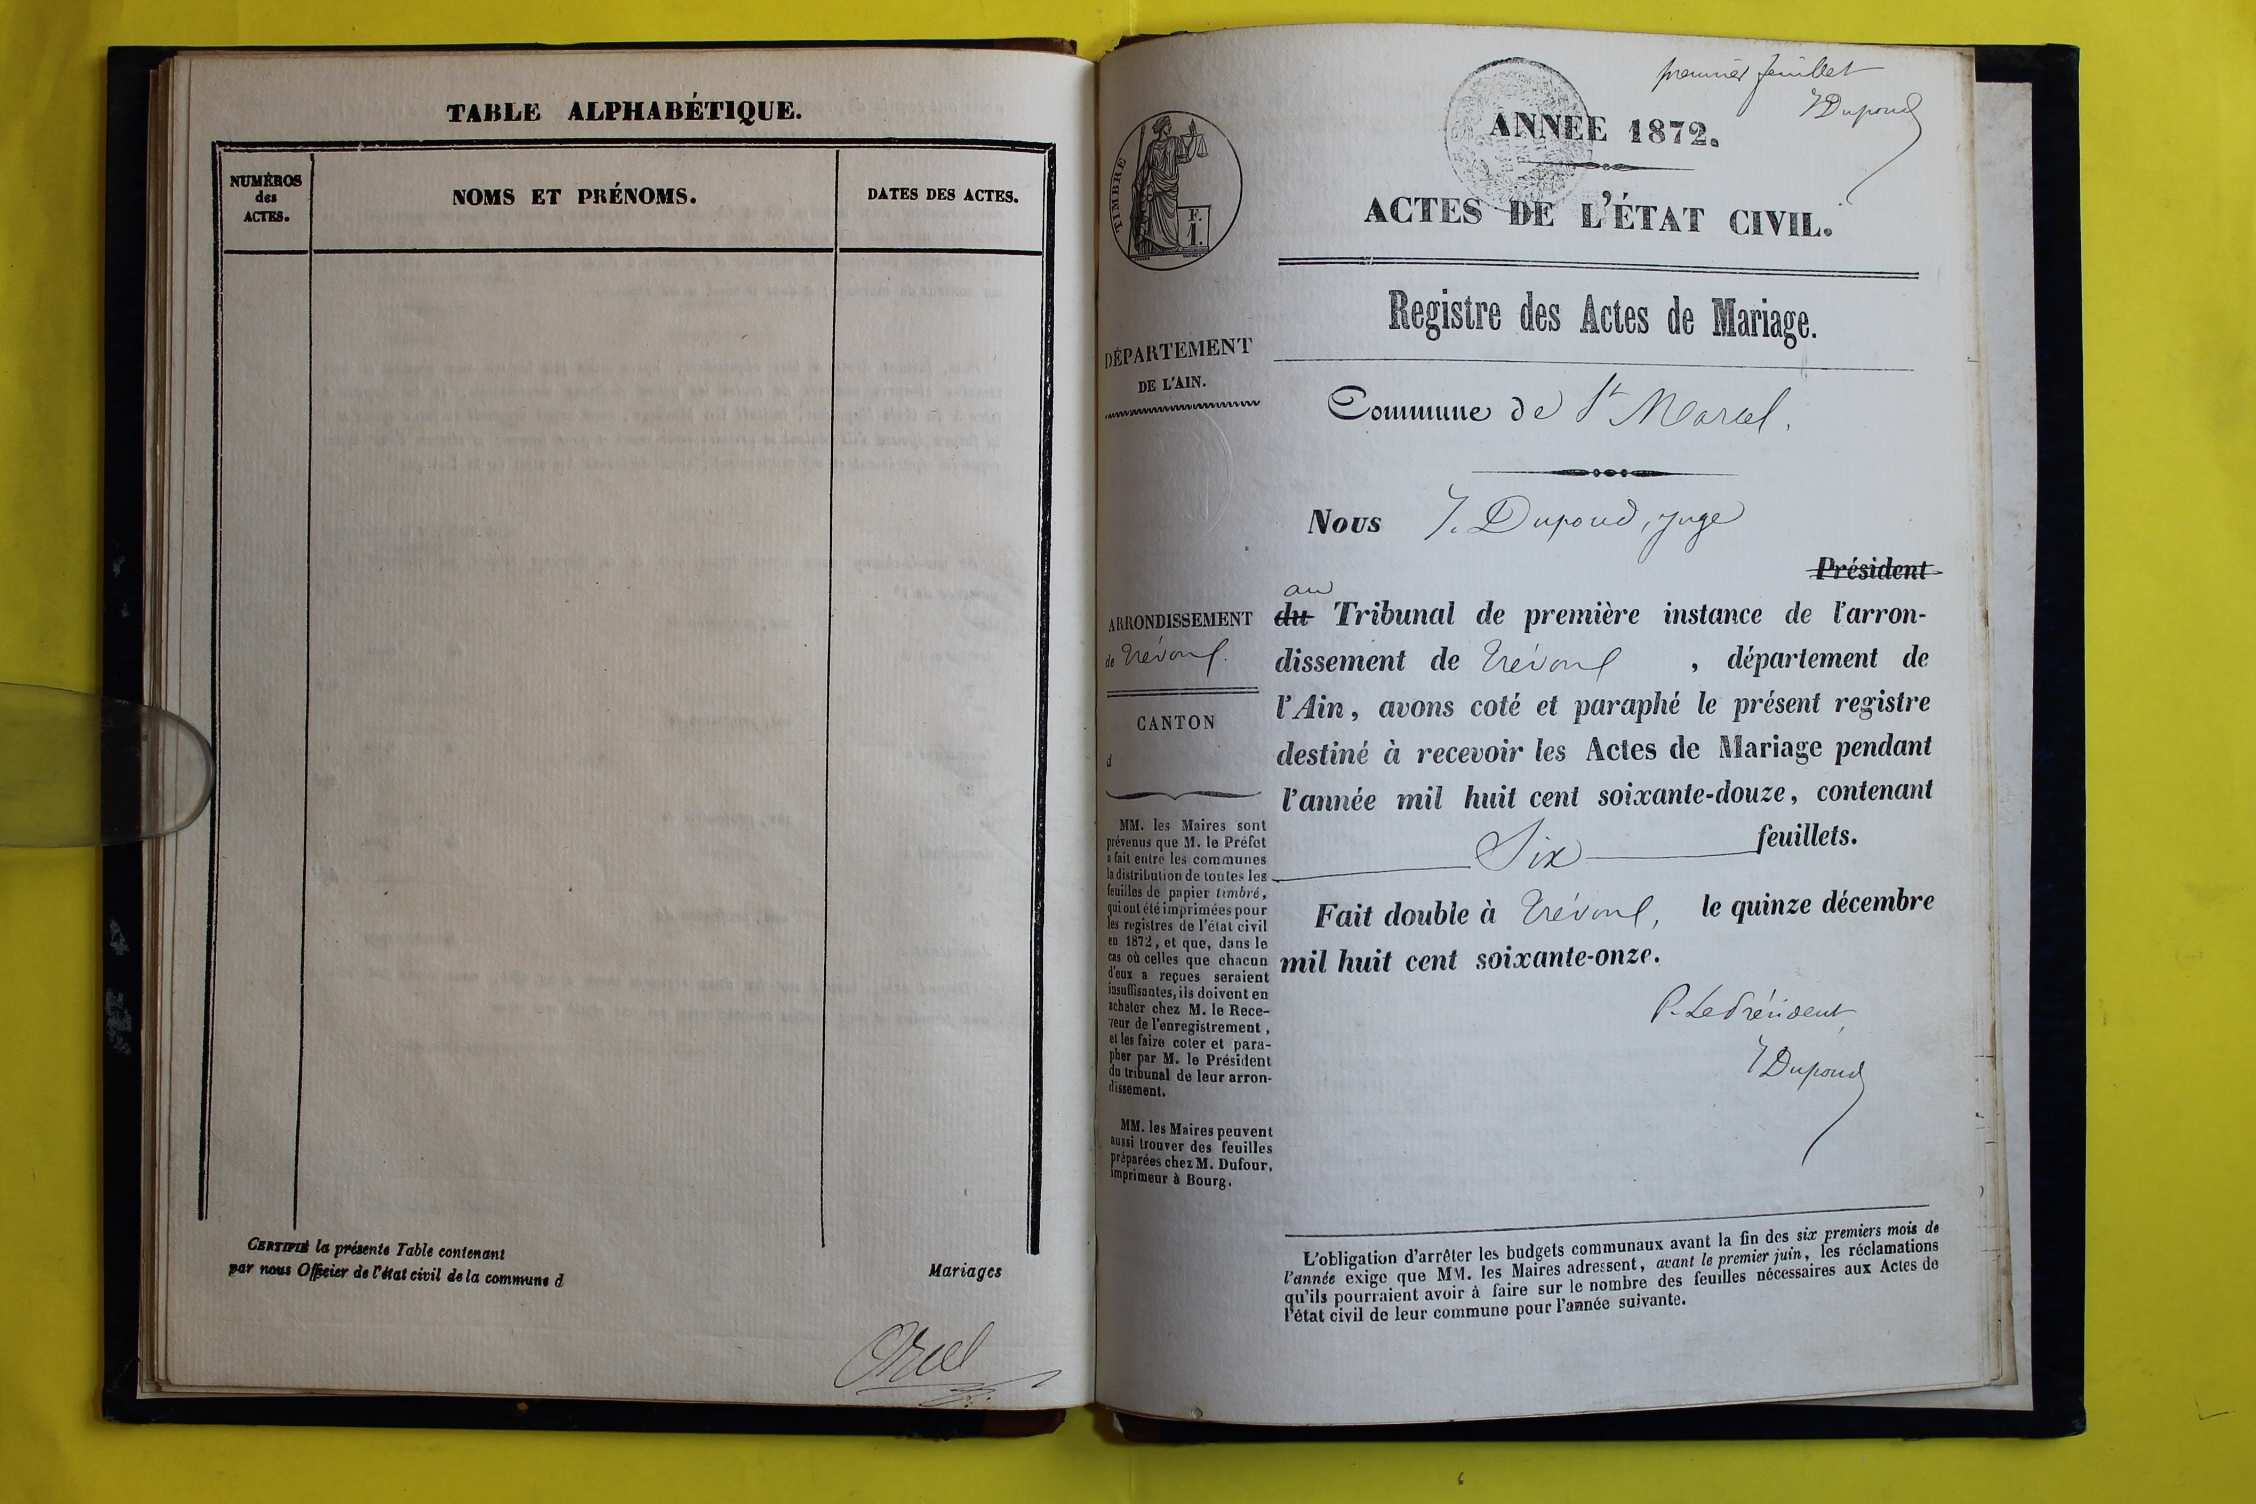 TABLE ALPHABÉTIQUE.
NUMÉROS
des
ACTES.
NOMS ET PRÉNOMS.
DATES DES ACTES.
CERTIFIÉ la présente Table contenant
Mariages
par nous Officier de l'état civil de la commune d
premier feuillet
Dupoud
ANNÉE 1872.
ACTES DE L'ÉTAT CIVIL.
TIMBRE
F.
1.
Registre des Actes de Mariage.
DÉPARTEMENT
DE L'AIN.
Commune de St Marcel.
Nous J. Dupoud, juge
Président
au
ARRONDISSEMENT
de Trévoux.
CANTON
d
du Tribunal de première instance de l'arron-
dissement de Trévoux, département de
l'Ain, avons coté et paraphé le présent registre
destiné à recevoir les Actes de Mariage pendant
l'année mil huit cent soixante-douze, contenant
Six feuillets.
Fait double à Trévoux, le quinze décembre
mil huit cent soixante-onze.
P. Le Président,
J Dupoud
MM. les Maires sont
prévenus que M. le Préfet
a fait entre les communes
la distribution de toutes les
feuilles de papier timbré,
qui ont été imprimées pour
les registres de l'état civil
en 1872, et que, dans le
cas où celles que chacun
d'eux a reçues seraient
insuffisantes, ils doivent en
acheter chez M. le Rece-
veur de l'enregistrement,
et les faire coter et para-
pher par M. le Président
du tribunal de leur arron-
dissement.
MM. les Maires peuvent
aussi trouver des feuilles
préparées chez M. Dufour,
imprimeur à Bourg.
L'obligation d'arrêter les budgets communaux avant la fin des six premiers mois de
l'année exige que MM. les Maires adressent, avant le premier juin, les réclamations
qu'ils pourraient avoir à faire sur le nombre des feuilles nécessaires aux Actes de
l'état civil de leur commune pour l'année suivante.